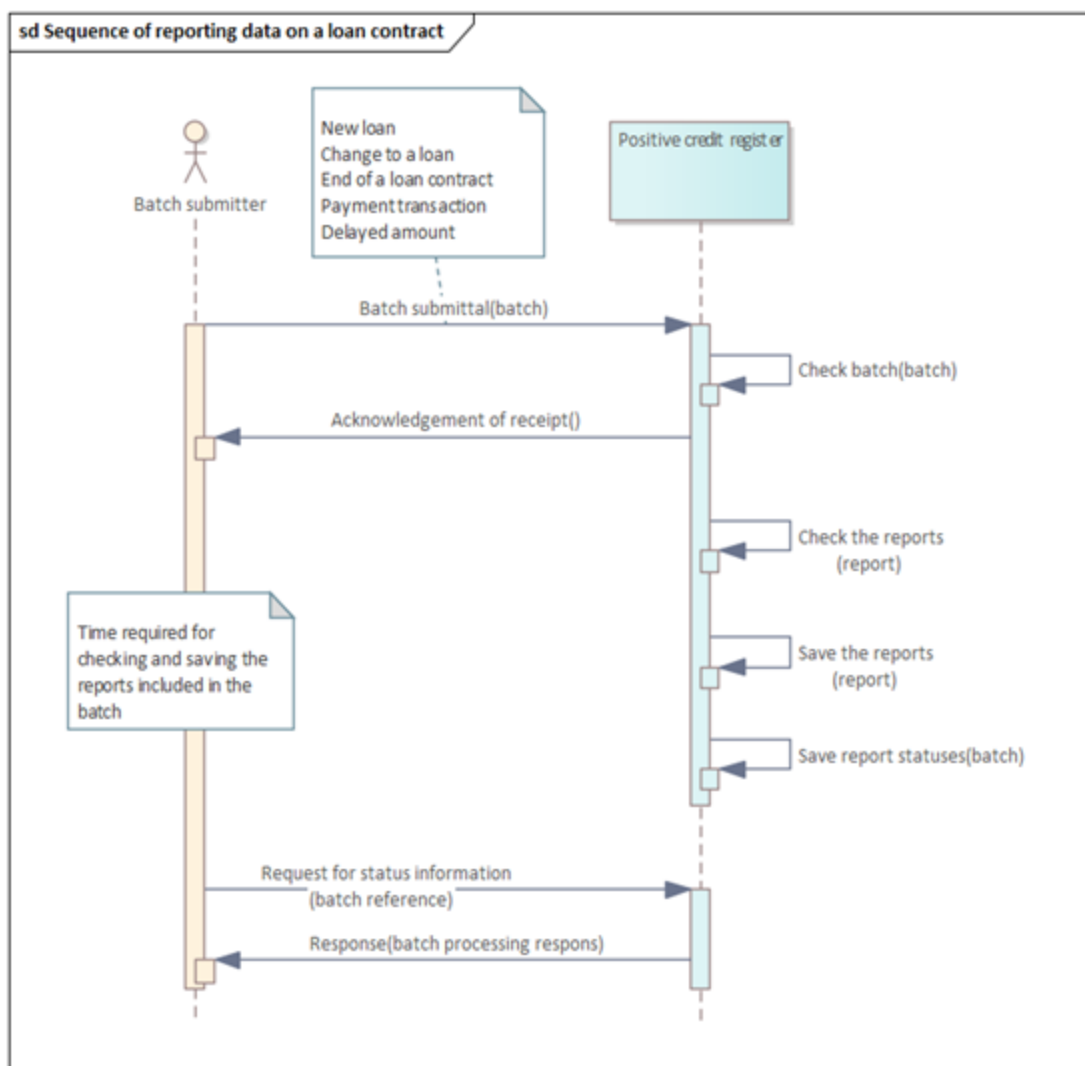 sd Sequence of reporting data on a loan contract
New loan
Change to a loan
End of a loan contract
Payment transaction
Delayed amount
Batch submitter
Positive credit register
Batch submittal(batch)
Check batch(batch)
Acknowledgement of receipt()
Check the reports
(report)
Time required for
checking and saving the
reports included in the
batch
Save the reports
(report)
Save report statuses(batch)
Request for status information
(batch reference)
Response(batch processing respons)